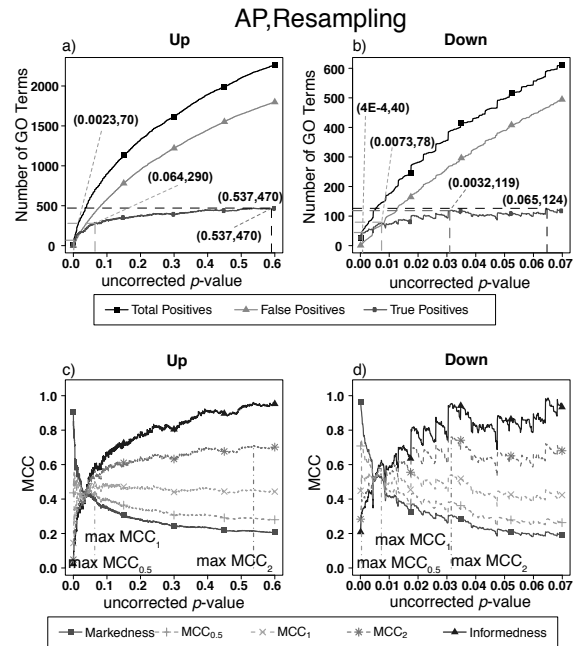 AP,Resampling
a)
Up
Number of GO Terms
2000
1500
1000
500
0
(0.0023,70)
(0.064,290)
(0.537,470)
(0.537,470)
0.0 0.1 0.2 0.3 0.4 0.5 0.6
uncorrected p-value
b)
Down
Number of GO Terms
600
500
400
300
200
100
0
(4E-4,40)
(0.0073,78)
(0.0032,119)
(0.065,124)
0.0 0.01 0.02 0.03 0.04 0.05 0.06 0.07
uncorrected p-value
Total Positives False Positives True Positives
c)
Up
MCC
1.0
0.8
0.6
0.4
0.2
0.0
max MCC1
max MCC0.5
max MCC2
0.0 0.1 0.2 0.3 0.4 0.5 0.6
uncorrected p-value
d)
Down
MCC
1.0
0.8
0.6
0.4
0.2
0.0
max MCC1
max MCC0.5
max MCC2
0.00 0.01 0.02 0.03 0.04 0.05 0.06 0.07
uncorrected p-value
Markedness MCC0.5 MCC1 MCC2 Informedness